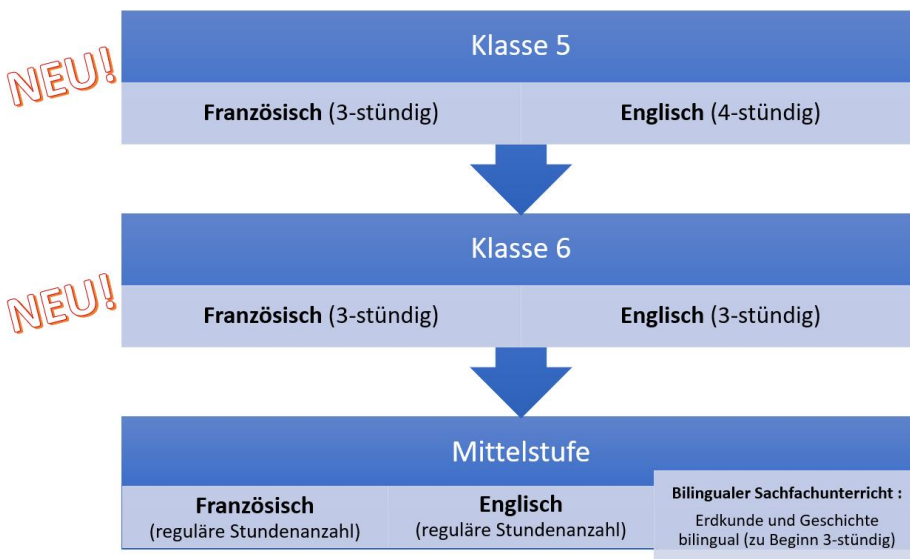 Klasse 5
NEU!
Französisch (3-stündig)
Englisch (4-stündig)
Klasse 6
NEU!
Französisch (3-stündig)
Englisch (3-stündig)
Mittelstufe
Französisch
(reguläre Stundenanzahl)
Englisch
(reguläre Stundenanzahl)
Bilingualer Sachfachunterricht :
Erdkunde und Geschichte
bilingual (zu Beginn 3-stündig)